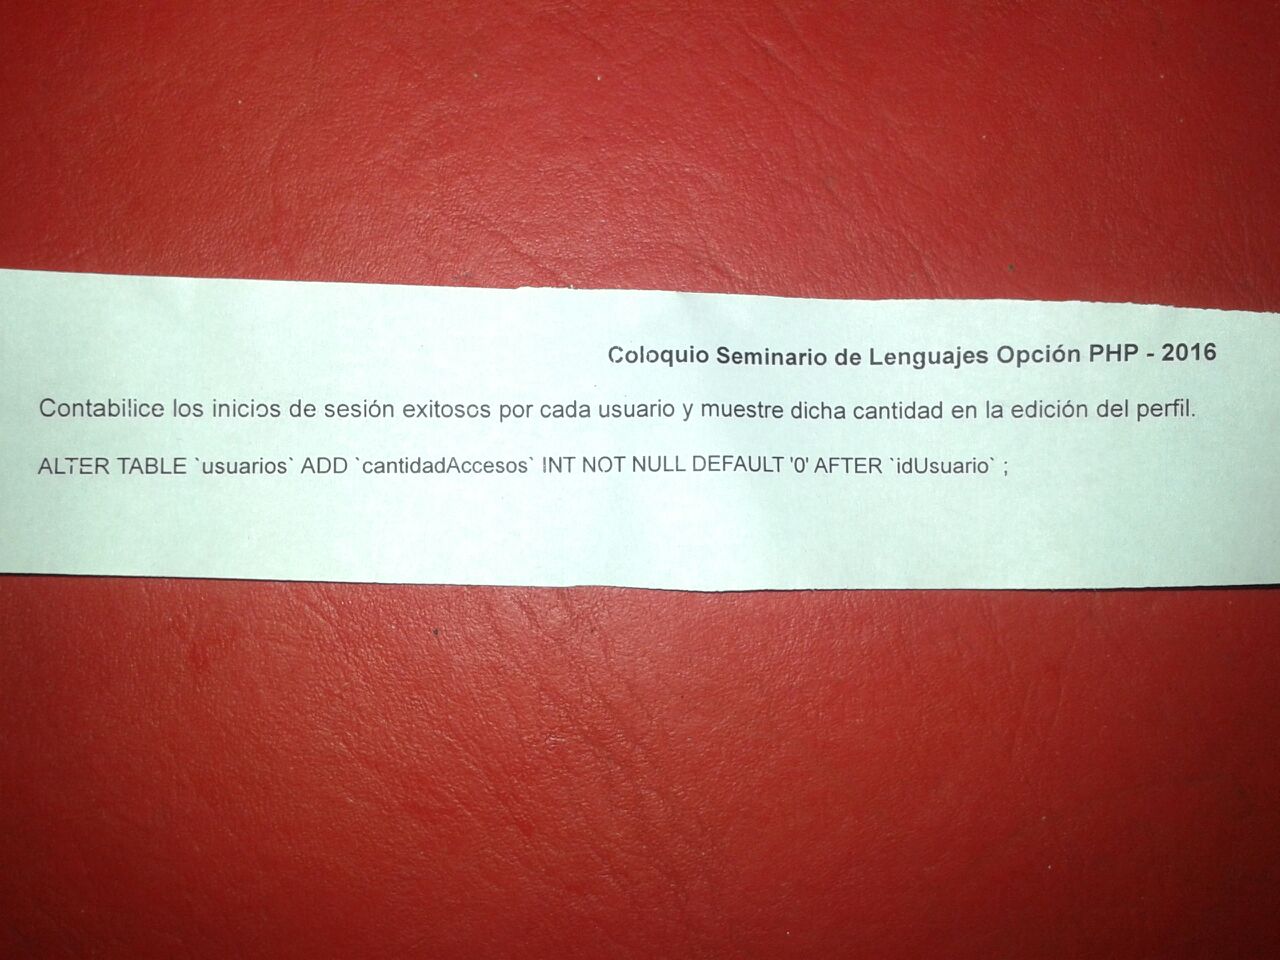 Coloquio Seminario de Lenguajes Opción PHP - 2016
Contabilice los inicios de sesión exitosos por cada usuario y muestre dicha cantidad en la edición del perfil.
ALTER TABLE `usuarios` ADD `cantidadAccesos` INT NOT NULL DEFAULT '0' AFTER `idUsuario` ;